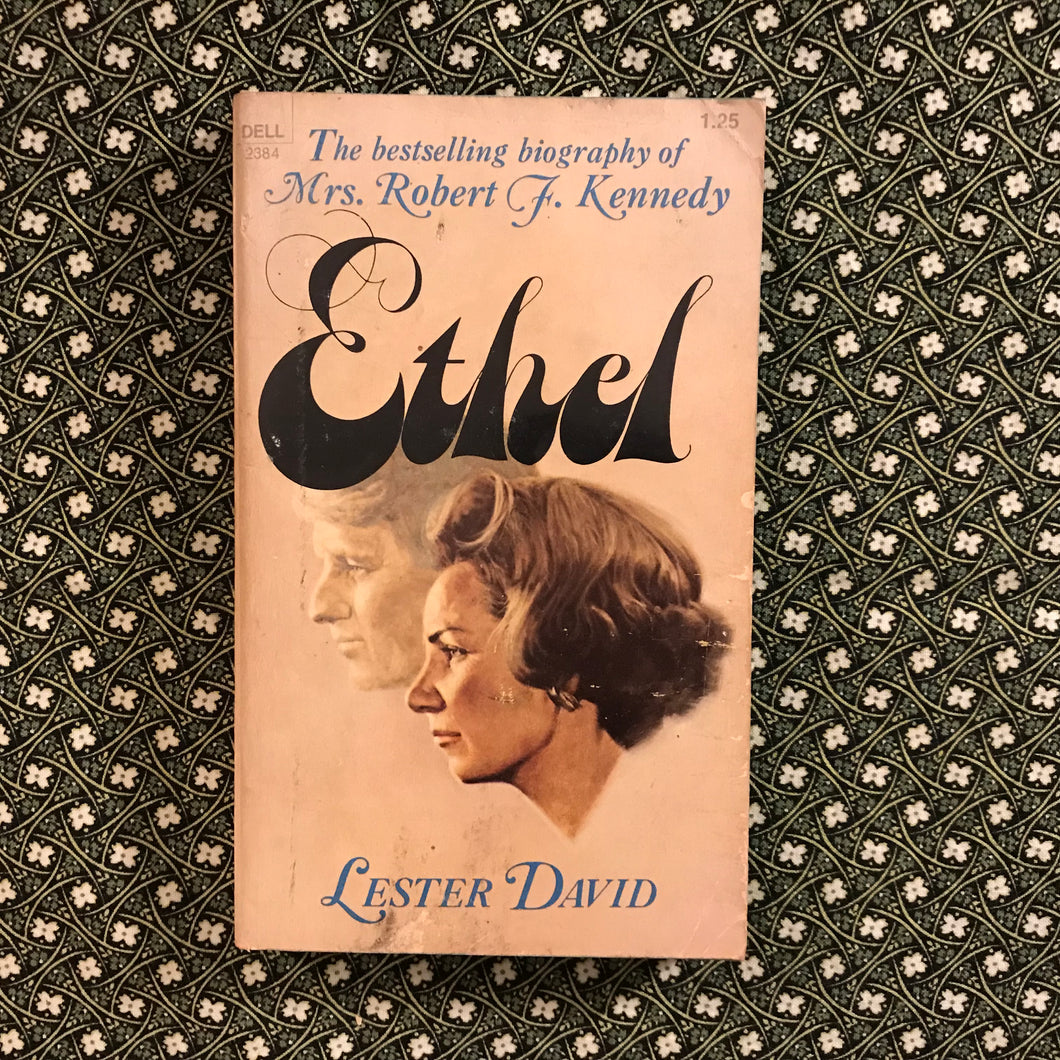 DELL
2384
1.25
The bestselling biography of
Mrs. Robert F. Kennedy
Ethel
LESTER DAVID